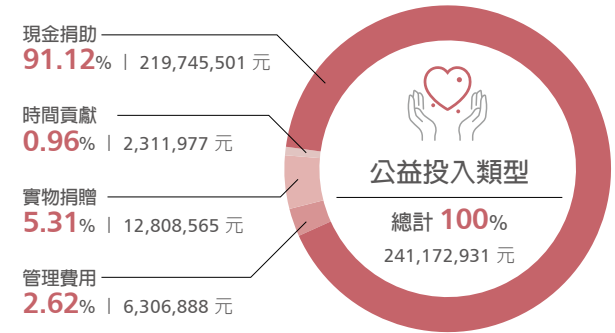 現金捐助
91.12% | 219,745,501 元
時間貢獻
0.96% | 2,311,977 元
實物捐贈
5.31% | 12,808,565 元
管理費用
2.62% | 6,306,888 元
公益投入類型
總計 100%
241,172,931 元